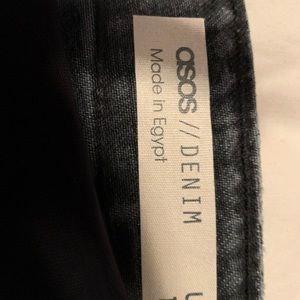 asos // DENIM
Made in Egypt